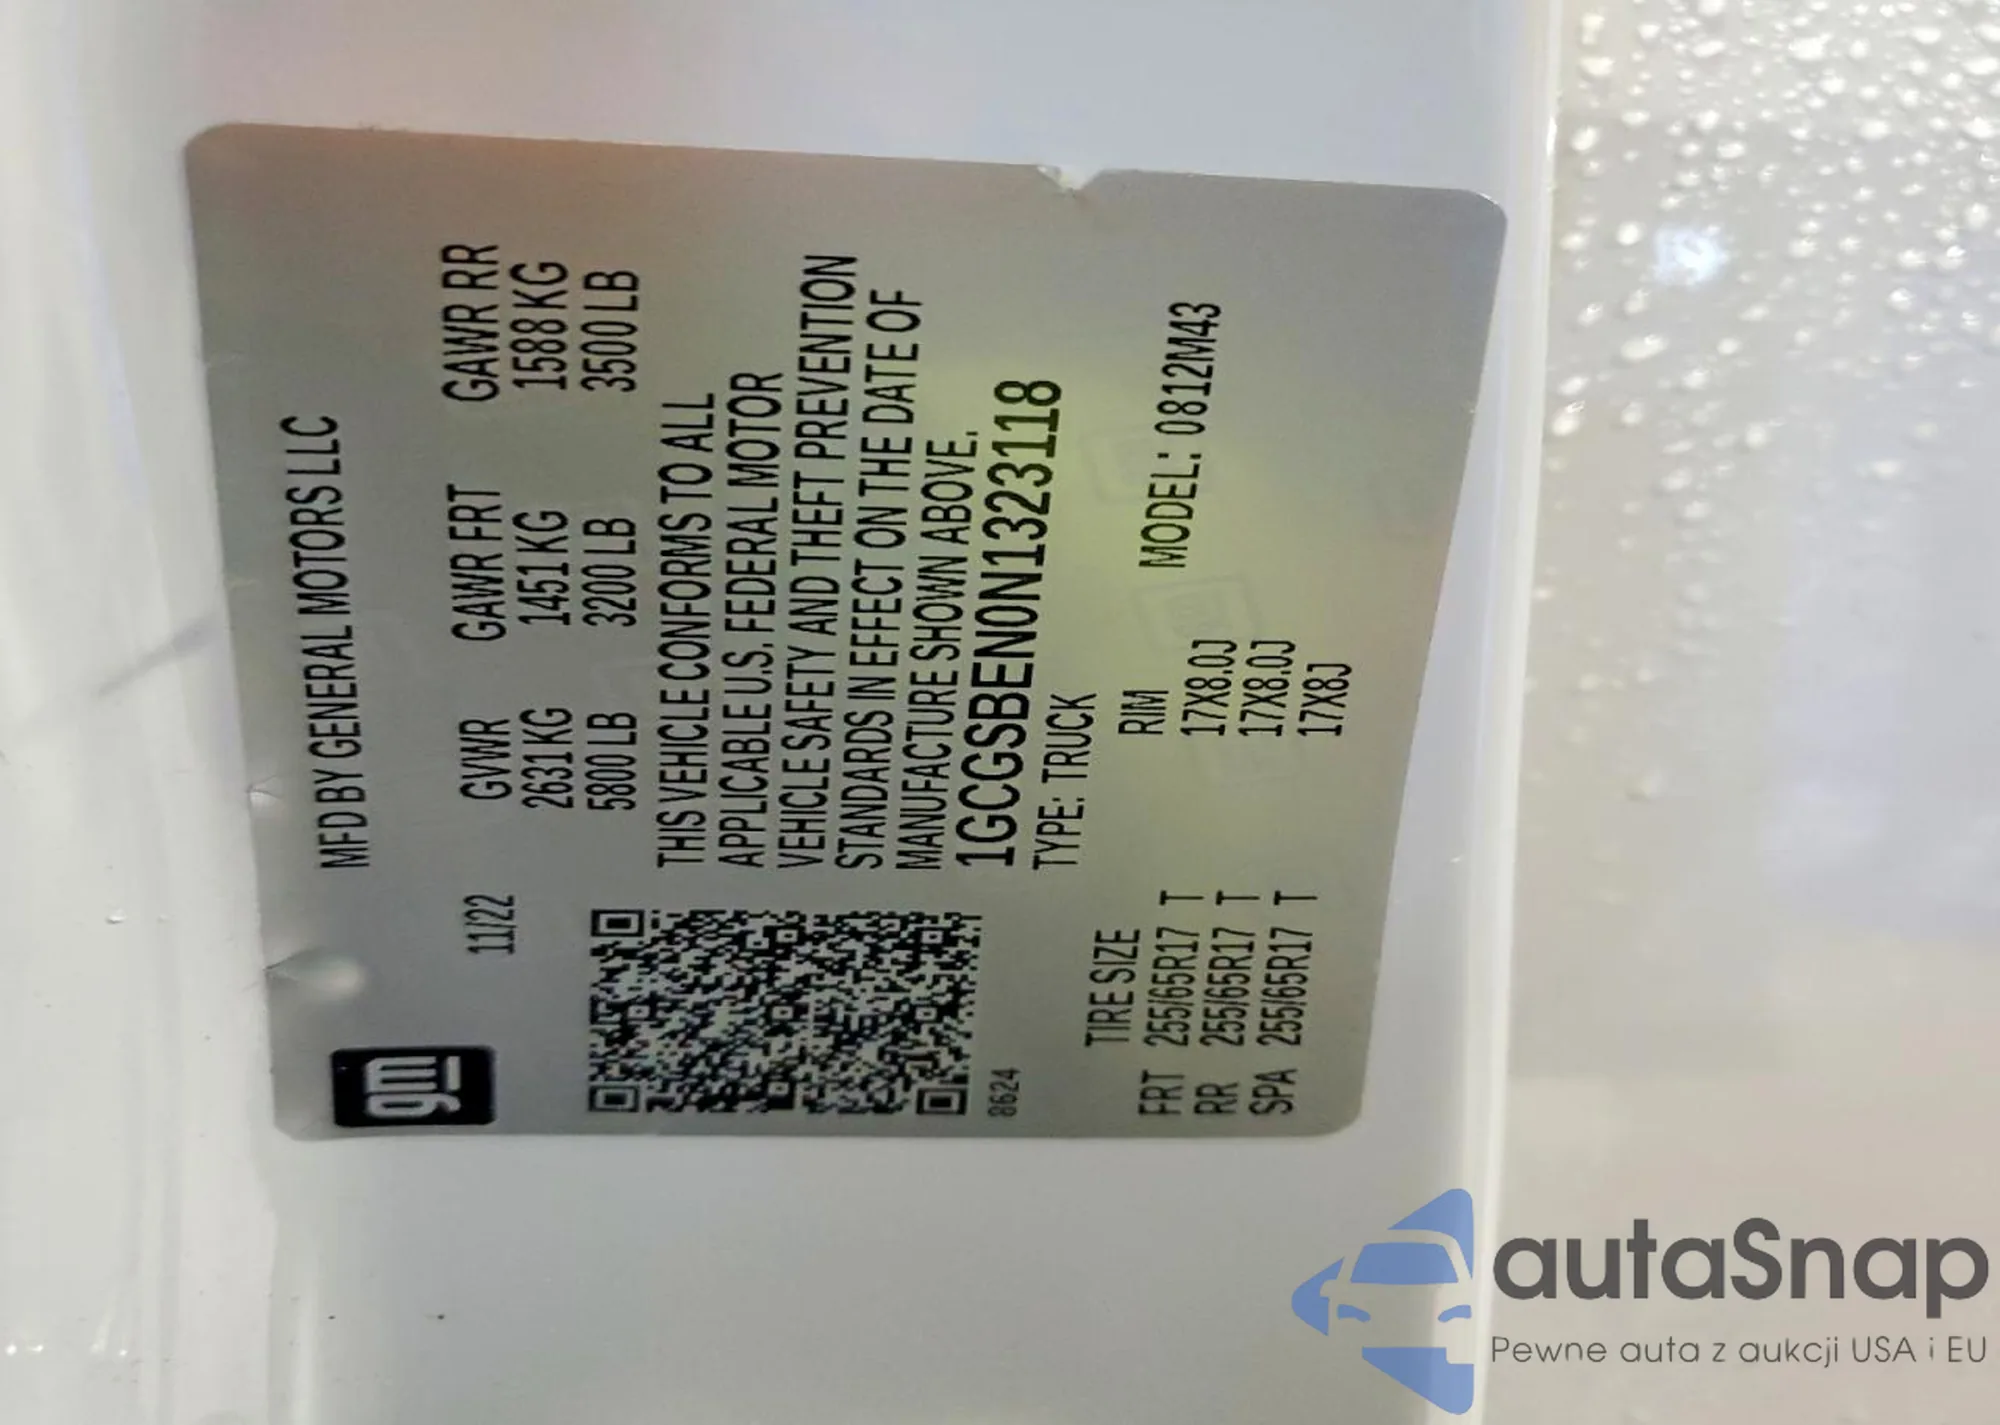 gm
MFD BY GENERAL MOTORS LLC
11/22 GVWR GAWR FRT GAWR RR
2631 KG 1451 KG 1588 KG
5800 LB 3200 LB 3500 LB
THIS VEHICLE CONFORMS TO ALL
APPLICABLE U.S. FEDERAL MOTOR
VEHICLE SAFETY AND THEFT PREVENTION
STANDARDS IN EFFECT ON THE DATE OF
MANUFACTURE SHOWN ABOVE.
1GCGSBEN0N1323118
8624
TYPE: TRUCK
TIRE SIZE RIM MODEL: 0812M43
FRT 255/65R17 T 17X8.0J
RR 255/65R17 T 17X8.0J
SPA 255/65R17 T 17X8J
autaSnap
Pewne auta z aukcji USA i EU